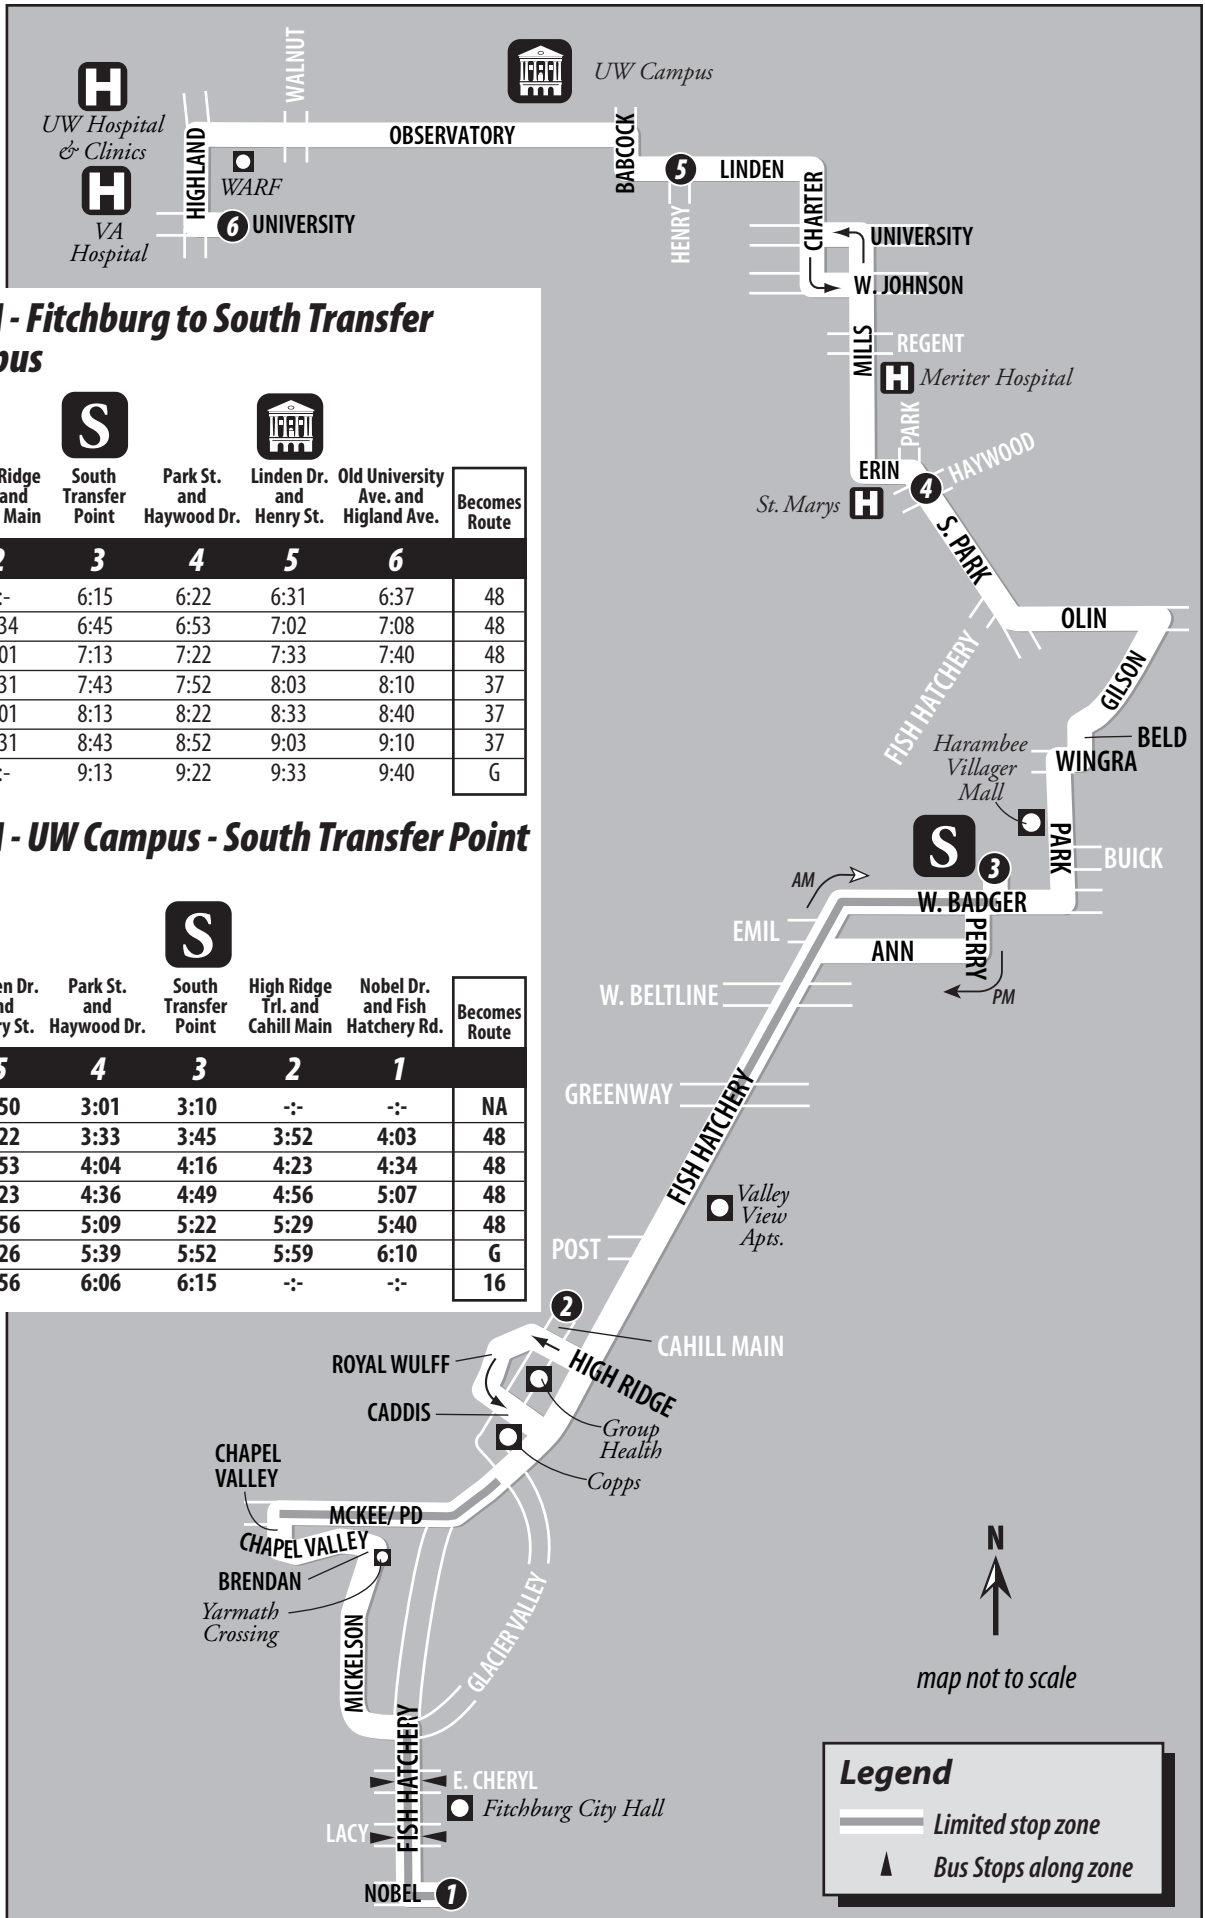 WALNUT
UW Campus
UW Hospital
& Clinics
OBSERVATORY
BABCOCK
HIGHLAND
WARF
5
LINDEN
CHARTER
HENRY
VA
Hospital
6
UNIVERSITY
UNIVERSITY
W. JOHNSON
MILLS
REGENT
Meriter Hospital
PARK
HAYWOOD
ERIN
4
St. Marys
S. PARK
OLIN
GILSON
FISH HATCHERY
BELD
WINGRA
Harambee
Villager
Mall
PARK
BUICK
S
3
AM
W. BADGER
EMIL
ANN
PERRY
PM
W. BELTLINE
GREENWAY
FISH HATCHERY
Valley
View
Apts.
POST
2
CAHILL MAIN
ROYAL WULFF
HIGH RIDGE
CADDIS
Group
Health
Copps
CHAPEL
VALLEY
MCKEE/ PD
CHAPEL VALLEY
BRENDAN
Yarmath
Crossing
MICKELSON
GLACIER VALLEY
FISH HATCHERY
E. CHERYL
Fitchburg City Hall
LACY
NOBEL
1
N
map not to scale
Legend
Limited stop zone
Bus Stops along zone
- Fitchburg to South Transfer
S
Ridge South Park St. Linden Dr. Old University
and Transfer and and Ave. and Becomes
Main Point Haywood Dr. Henry St. Higland Ave. Route
3 4 5 6
6:15 6:22 6:31 6:37 48
34 6:45 6:53 7:02 7:08 48
01 7:13 7:22 7:33 7:40 48
31 7:43 7:52 8:03 8:10 37
01 8:13 8:22 8:33 8:40 37
31 8:43 8:52 9:03 9:10 37
9:13 9:22 9:33 9:40 G
- UW Campus - South Transfer Point
S
Dr. Park St. South High Ridge Nobel Dr.
and Transfer Trl. and and Fish Becomes
St. Haywood Dr. Point Cahill Main Hatchery Rd. Route
5 4 3 2 1
50 3:01 3:10 -:- -:- NA
22 3:33 3:45 3:52 4:03 48
53 4:04 4:16 4:23 4:34 48
23 4:36 4:49 4:56 5:07 48
56 5:09 5:22 5:29 5:40 48
26 5:39 5:52 5:59 6:10 G
56 6:06 6:15 -:- -:- 16